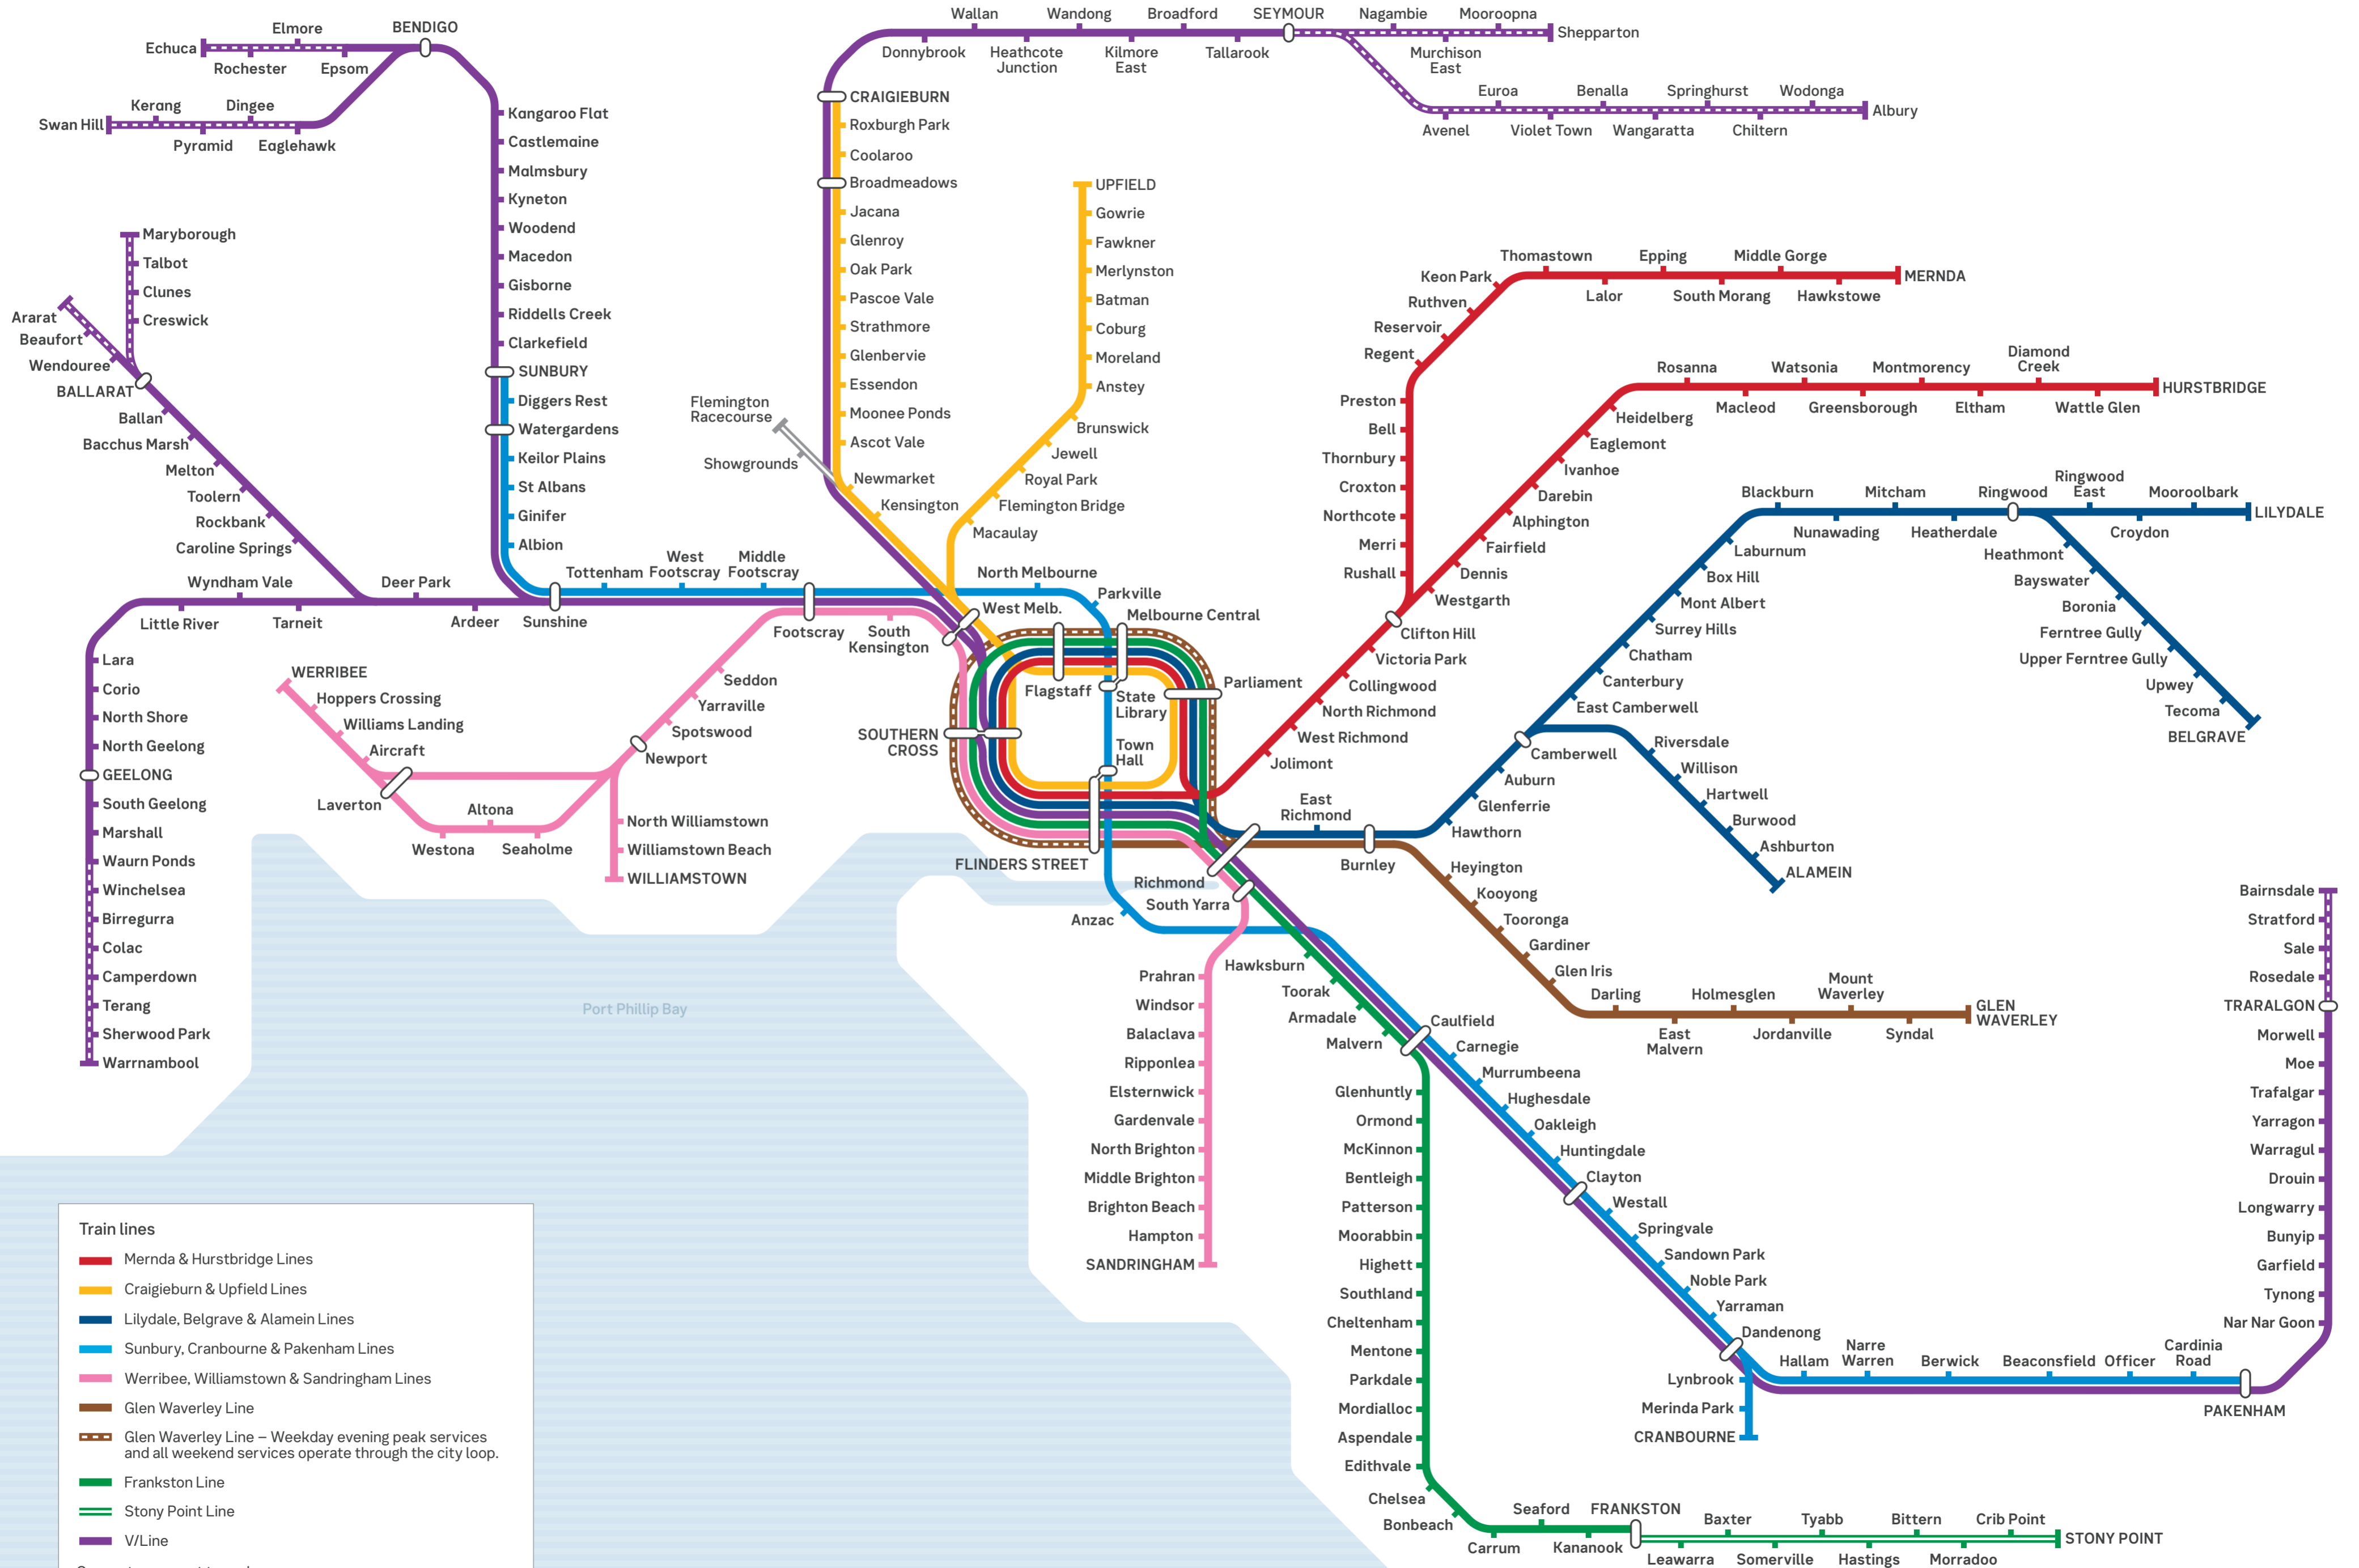 BENDIGO
Elmore
Echuca
Rochester
Epsom
Kerang
Dingee
Swan Hill
Pyramid
Eaglehawk
Kangaroo Flat
Castlemaine
Malmsbury
Kyneton
Woodend
Macedon
Gisborne
Riddells Creek
Clarkefield
SUNBURY
Diggers Rest
Watergardens
Keilor Plains
St Albans
Ginifer
Albion
Maryborough
Talbot
Clunes
Creswick
Ararat
Beaufort
Wendouree
BALLARAT
Ballan
Bacchus Marsh
Melton
Toolern
Rockbank
Caroline Springs
Wyndham Vale
Deer Park
Little River
Tarneit
Ardeer
Sunshine
Lara
Corio
North Shore
North Geelong
GEELONG
South Geelong
Marshall
Waurn Ponds
Winchelsea
Birregurra
Colac
Camperdown
Terang
Sherwood Park
Warrnambool
Wallan
Wandong
Broadford
SEYMOUR
Nagambie
Mooroopna
Shepparton
Donnybrook
Heathcote
Junction
Kilmore
East
Tallarook
Murchison
East
Euroa
Benalla
Springhurst
Wodonga
Albury
Avenel
Violet Town
Wangaratta
Chiltern
CRAIGIEBURN
Roxburgh Park
Coolaroo
Broadmeadows
Jacana
Glenroy
Oak Park
Pascoe Vale
Strathmore
Glenbervie
Essendon
Moonee Ponds
Ascot Vale
Newmarket
Kensington
Flemington
Racecourse
Showgrounds
UPFIELD
Gowrie
Fawkner
Merlynston
Batman
Coburg
Moreland
Anstey
Brunswick
Jewell
Royal Park
Flemington Bridge
Macaulay
Tottenham
West
Footscray
Middle
Footscray
North Melbourne
Parkville
Footscray
South
Kensington
West Melb.
Melbourne Central
Flagstaff
State
Library
Parliament
SOUTHERN
CROSS
Town
Hall
FLINDERS STREET
Richmond
South Yarra
Anzac
WERRIBEE
Hoppers Crossing
Williams Landing
Aircraft
Laverton
Westona
Altona
Seaholme
Seddon
Yarraville
Spotswood
Newport
North Williamstown
Williamstown Beach
WILLIAMSTOWN
Port Phillip Bay
Thomastown
Epping
Middle Gorge
Keon Park
MERNDA
Lalor
South Morang
Hawkstowe
Ruthven
Reservoir
Regent
Preston
Bell
Thornbury
Croxton
Northcote
Merri
Rushall
Rosanna
Watsonia
Montmorency
Diamond
Creek
HURSTBRIDGE
Macleod
Greensborough
Eltham
Wattle Glen
Heidelberg
Eaglemont
Ivanhoe
Darebin
Alphington
Fairfield
Dennis
Westgarth
Clifton Hill
Victoria Park
Collingwood
North Richmond
West Richmond
Jolimont
Blackburn
Mitcham
Ringwood
Ringwood
East
Mooroolbark
LILYDALE
Nunawading
Heatherdale
Croydon
Laburnum
Box Hill
Mont Albert
Surrey Hills
Chatham
Canterbury
East Camberwell
Camberwell
Auburn
Glenferrie
Hawthorn
East
Richmond
Burnley
Heathmont
Bayswater
Boronia
Ferntree Gully
Upper Ferntree Gully
Upwey
Tecoma
BELGRAVE
Riversdale
Willison
Hartwell
Burwood
Ashburton
ALAMEIN
Heyington
Kooyong
Tooronga
Gardiner
Glen Iris
Darling
Holmesglen
Mount
Waverley
GLEN
WAVERLEY
East
Malvern
Jordanville
Syndal
Prahran
Windsor
Balaclava
Ripponlea
Elsternwick
Gardenvale
North Brighton
Middle Brighton
Brighton Beach
Hampton
SANDRINGHAM
Hawksburn
Toorak
Armadale
Malvern
Caulfield
Carnegie
Murrumbeena
Hughesdale
Oakleigh
Huntingdale
Clayton
Westall
Springvale
Sandown Park
Noble Park
Yarraman
Dandenong
Hallam
Narre
Warren
Berwick
Beaconsfield
Officer
Cardinia
Road
PAKENHAM
Lynbrook
Merinda Park
CRANBOURNE
Glenhuntly
Ormond
McKinnon
Bentleigh
Patterson
Moorabbin
Highett
Southland
Cheltenham
Mentone
Parkdale
Mordialloc
Aspendale
Edithvale
Chelsea
Bonbeach
Carrum
Seaford
Kananook
FRANKSTON
Leawarra
Baxter
Somerville
Tyabb
Hastings
Bittern
Morradoo
Crib Point
STONY POINT
Bairnsdale
Stratford
Sale
Rosedale
TRARALGON
Morwell
Moe
Trafalgar
Yarragon
Warragul
Drouin
Longwarry
Bunyip
Garfield
Tynong
Nar Nar Goon
Train lines
Mernda & Hurstbridge Lines
Craigieburn & Upfield Lines
Lilydale, Belgrave & Alamein Lines
Sunbury, Cranbourne & Pakenham Lines
Werribee, Williamstown & Sandringham Lines
Glen Waverley Line
Glen Waverley Line – Weekday evening peak services
and all weekend services operate through the city loop.
Frankston Line
Stony Point Line
V/Line